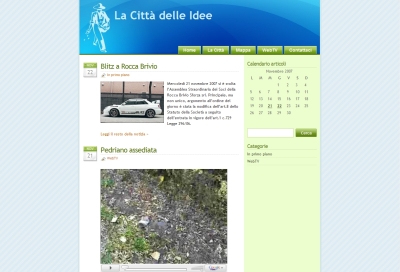 La Città delle Idee
Home La Città Mappa WebTV Contattaci
Nov
22
Blitz a Rocca Brivio
in primo piano
Mercoledì 21 novembre 2007 si è svolta
l'Assemblea Straordinaria dei Soci della
Rocca Brivio Sforza srl. Principale, ma
non unico, argomento all'ordine del
giorno è stata la modifica dell'art.8 dello
Statuto della Società a seguito
dell'entrata in vigore dell'art.1 c.729
Legge 296/06.
Leggi il resto della notizia »
Nov
21
Pedriano assediata
WebTV
Calendario articoli
Novembre 2007
L M M G V S D
1 2 3 4
5 6 7 8 9 10 11
12 13 14 15 16 17 18
19 20 21 22 23 24 25
26 27 28 29 30
Cerca
Categorie
In primo piano
WebTV